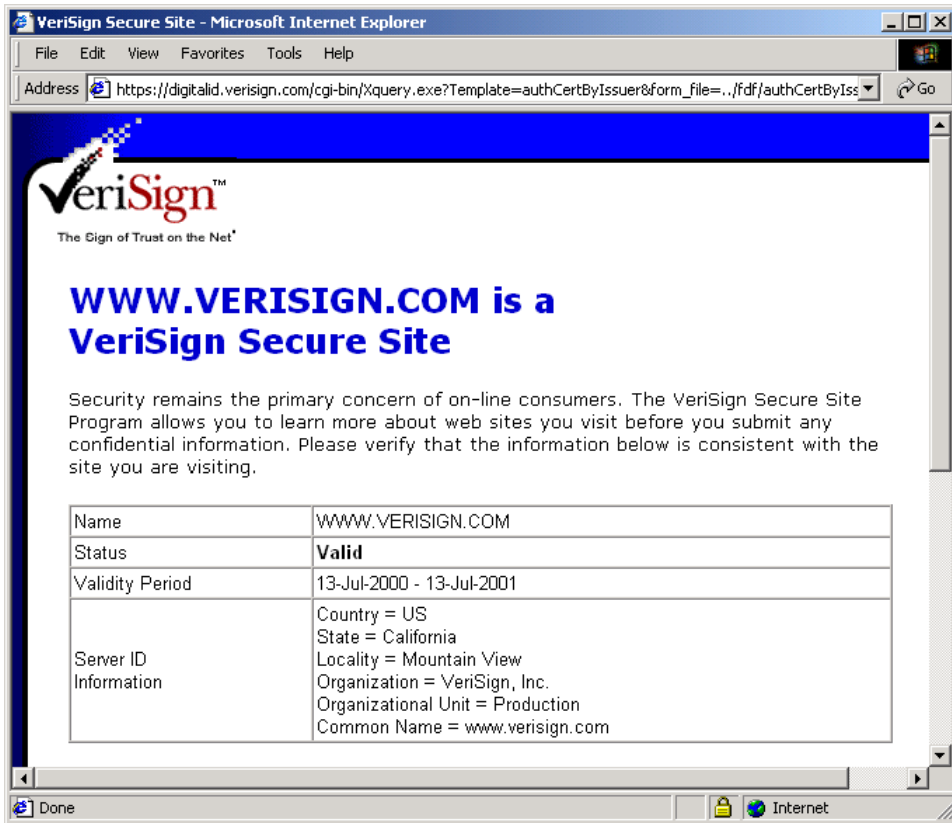 VeriSign Secure Site - Microsoft Internet Explorer
File Edit View Favorites Tools Help
Address https://digitalid.verisign.com/cgi-bin/Xquery.exe?Template=authCertByIssuer&form_file=../fdf/authCertByIss Go
VeriSign™
The Sign of Trust on the Net
WWW.VERISIGN.COM is a
VeriSign Secure Site
Security remains the primary concern of on-line consumers. The VeriSign Secure Site
Program allows you to learn more about web sites you visit before you submit any
confidential information. Please verify that the information below is consistent with the
site you are visiting.
Name WWW.VERISIGN.COM
Status Valid
Validity Period 13-Jul-2000 - 13-Jul-2001
Server ID
Information
Country = US
State = California
Locality = Mountain View
Organization = VeriSign, Inc.
Organizational Unit = Production
Common Name = www.verisign.com
Done Internet